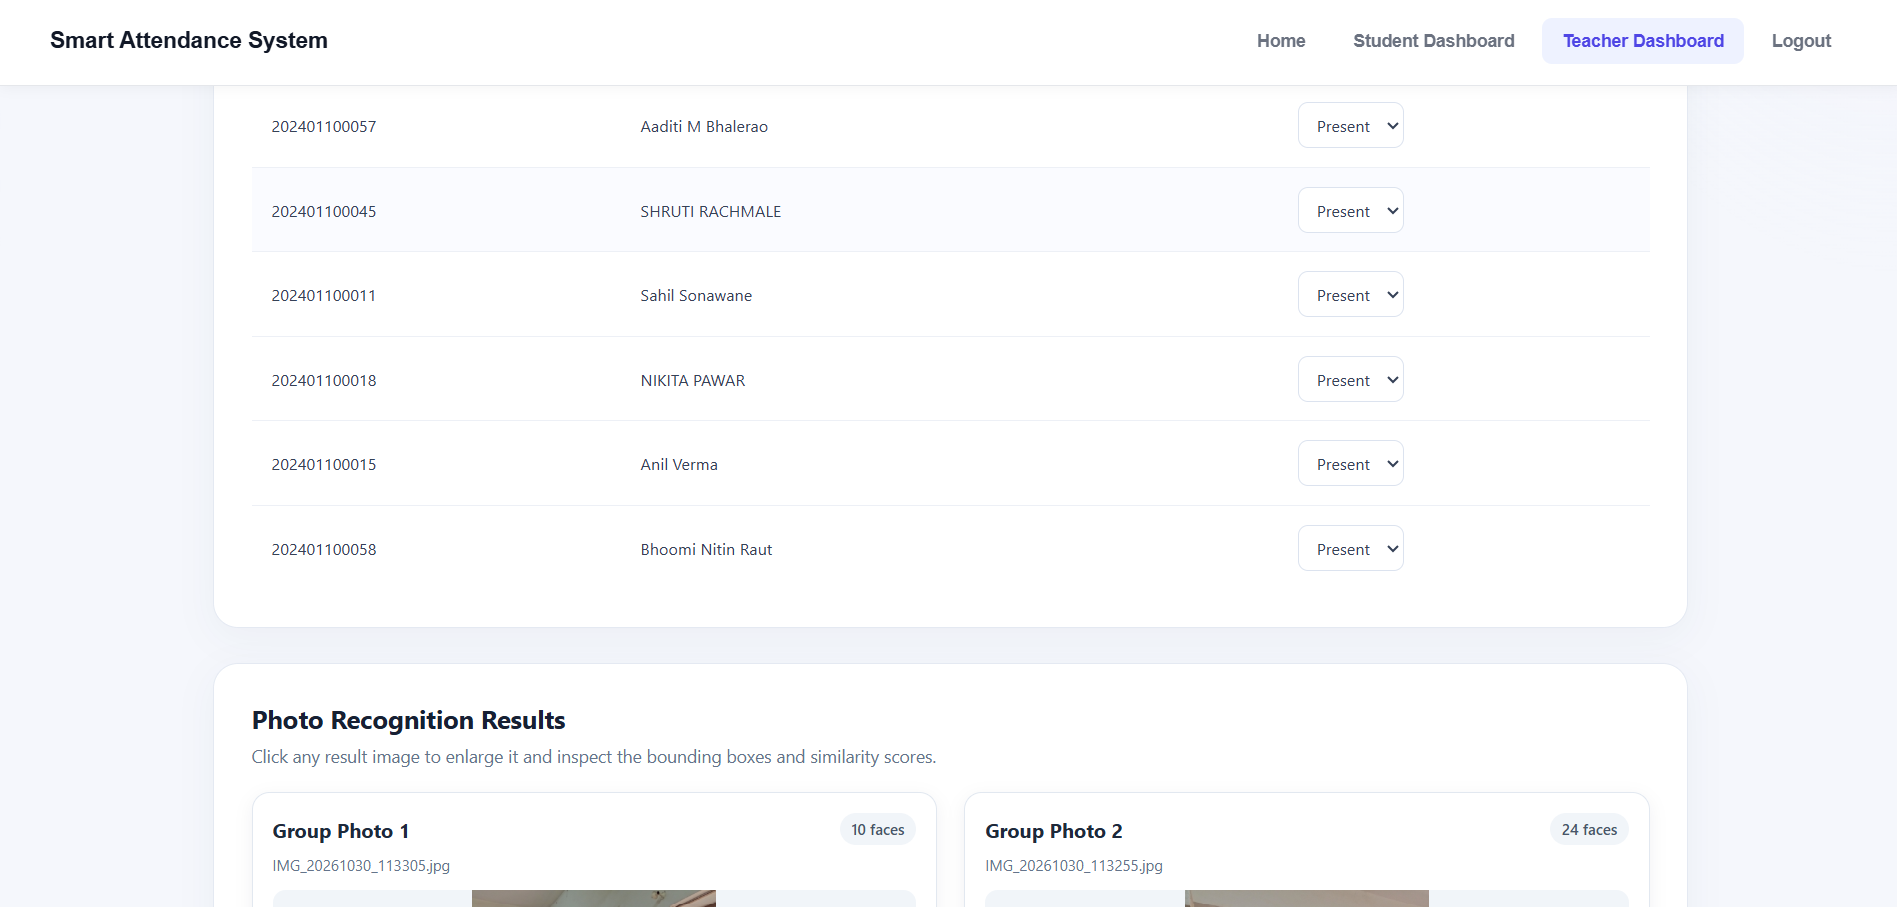 Smart Attendance System
Home Student Dashboard Teacher Dashboard Logout
202401100057 Aaditi M Bhalerao Present
202401100045 SHRUTI RACHMALE Present
202401100011 Sahil Sonawane Present
202401100018 NIKITA PAWAR Present
202401100015 Anil Verma Present
202401100058 Bhoomi Nitin Raut Present
Photo Recognition Results
Click any result image to enlarge it and inspect the bounding boxes and similarity scores.
Group Photo 1 10 faces
IMG_20261030_113305.jpg
Group Photo 2 24 faces
IMG_20261030_113255.jpg